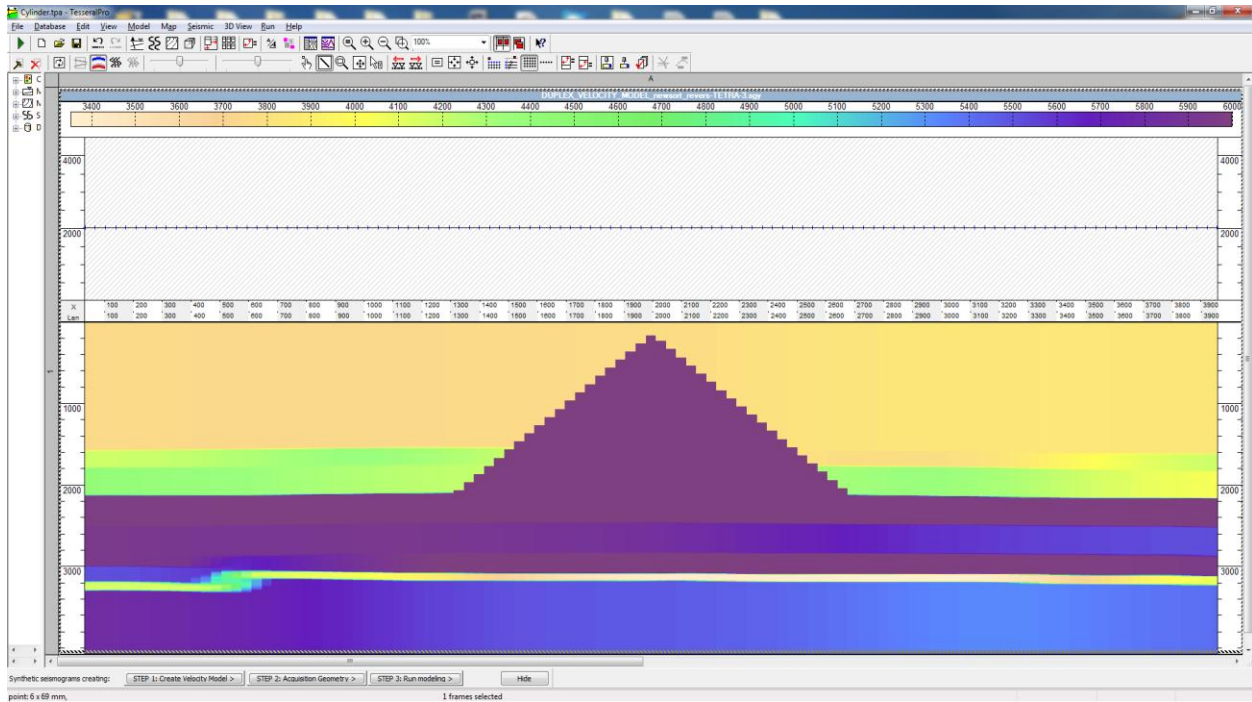 Cylinder.tpa - TesseralPro
File Database Edit View Model Map Seismic 3D View Run Help
100%
C
N
N
S
D
A
DUPLEX_VELOCITY_MODEL_newsort_revers-TETRA-3.sgy
3400 3500 3600 3700 3800 3900 4000 4100 4200 4300 4400 4500 4600 4700 4800 4900 5000 5100 5200 5300 5400 5500 5600 5700 5800 5900 6000
4000 4000
2000 2000
X 100 200 300 400 500 600 700 800 900 1000 1100 1200 1300 1400 1500 1600 1700 1800 1900 2000 2100 2200 2300 2400 2500 2600 2700 2800 2900 3000 3100 3200 3300 3400 3500 3600 3700 3800 3900
Lan 100 200 300 400 500 600 700 800 900 1000 1100 1200 1300 1400 1500 1600 1700 1800 1900 2000 2100 2200 2300 2400 2500 2600 2700 2800 2900 3000 3100 3200 3300 3400 3500 3600 3700 3800 3900
1
1000 1000
2000 2000
3000 3000
Synthetic seismograms creating: STEP 1: Create Velocity Model > STEP 2: Acquisition Geometry > STEP 3: Run modeling > Hide
point: 6 x 69 mm, 1 frames selected